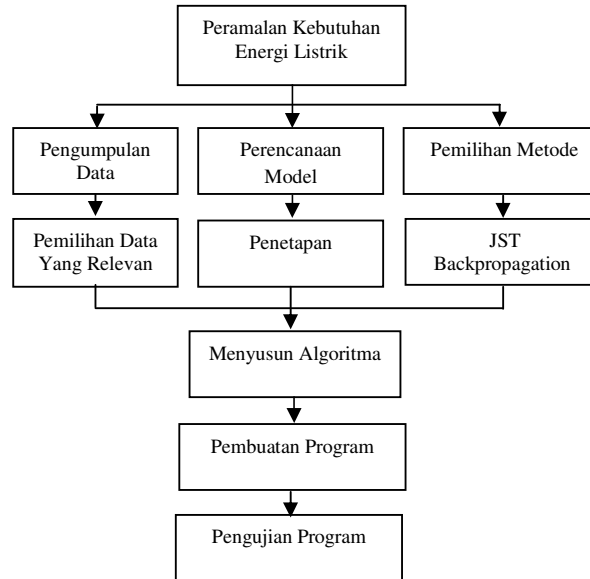 Peramalan Kebutuhan
Energi Listrik
Pengumpulan
Data
Perencanaan
Model
Pemilihan Metode
Pemilihan Data
Yang Relevan
Penetapan
JST
Backpropagation
Menyusun Algoritma
Pembuatan Program
Pengujian Program